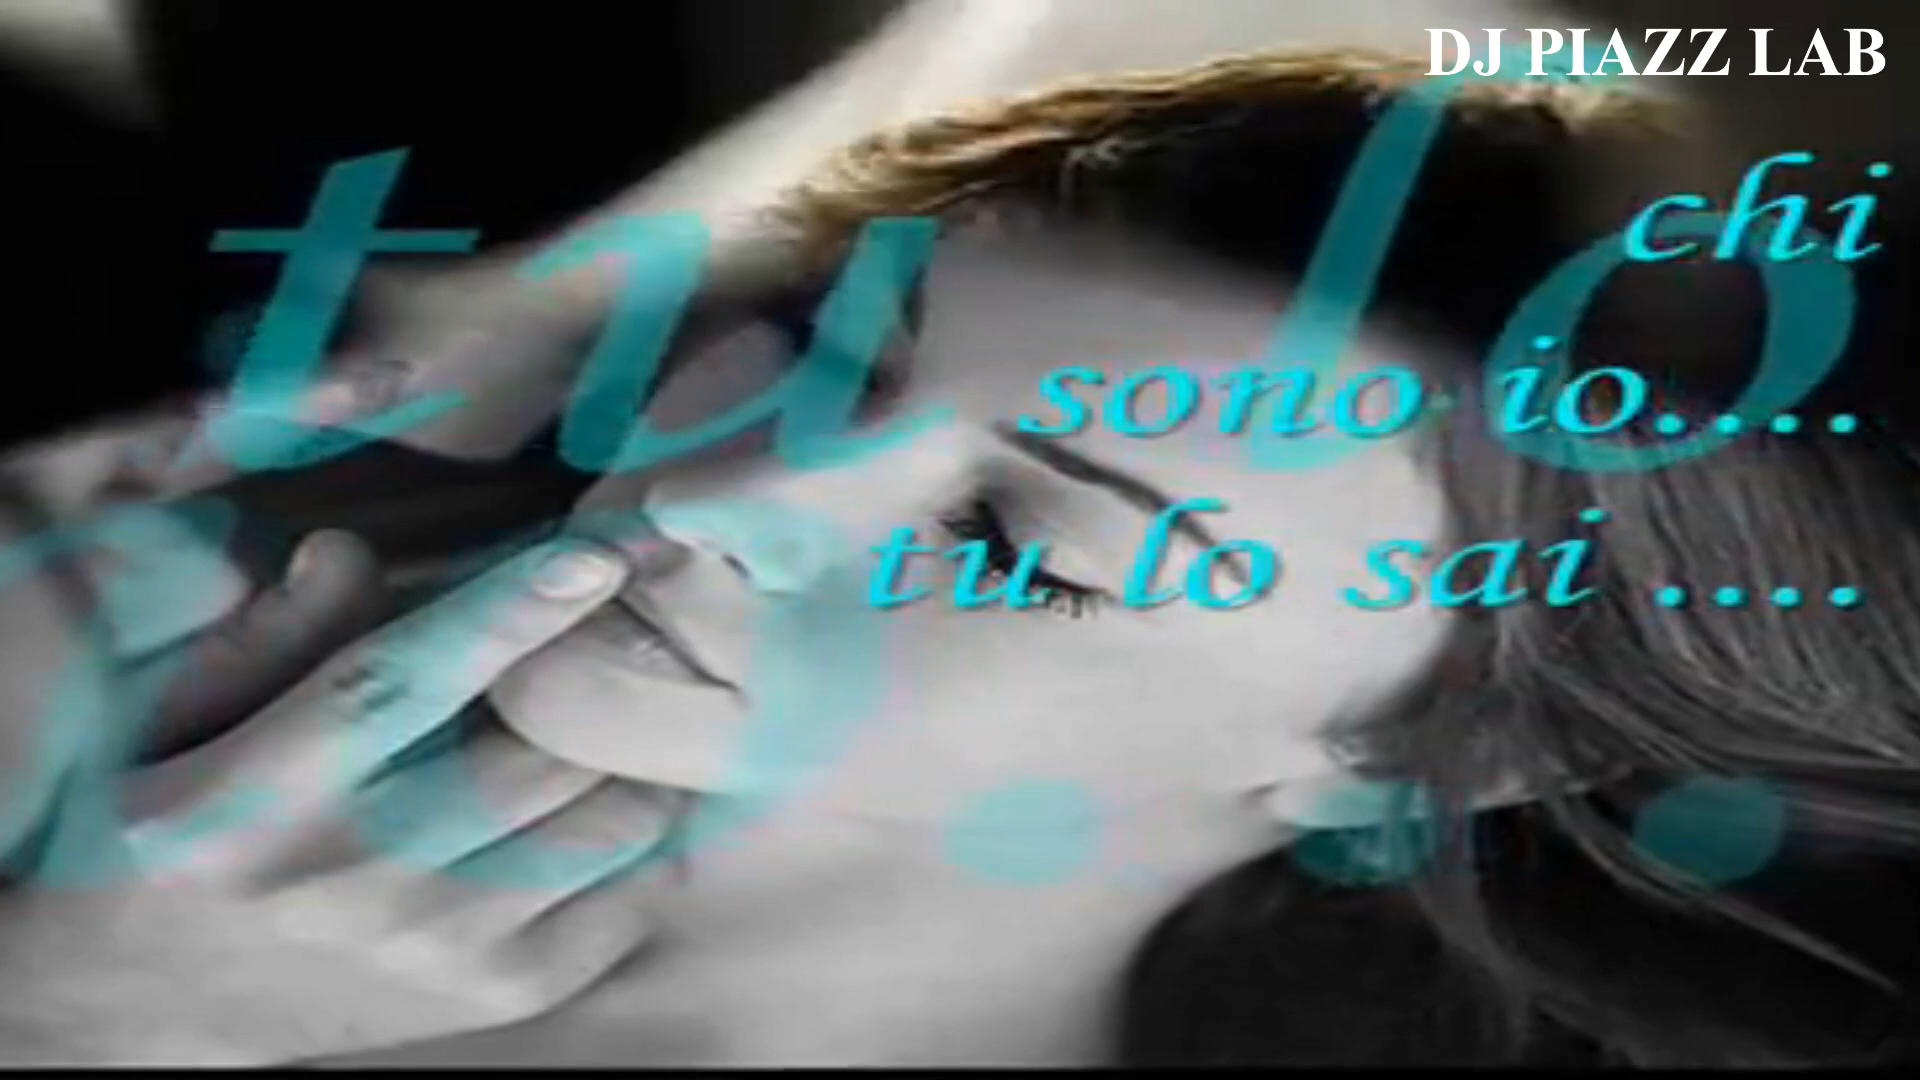 DJ PIAZZ LAB
chi
sono io....
tu lo sai ....
tu lo